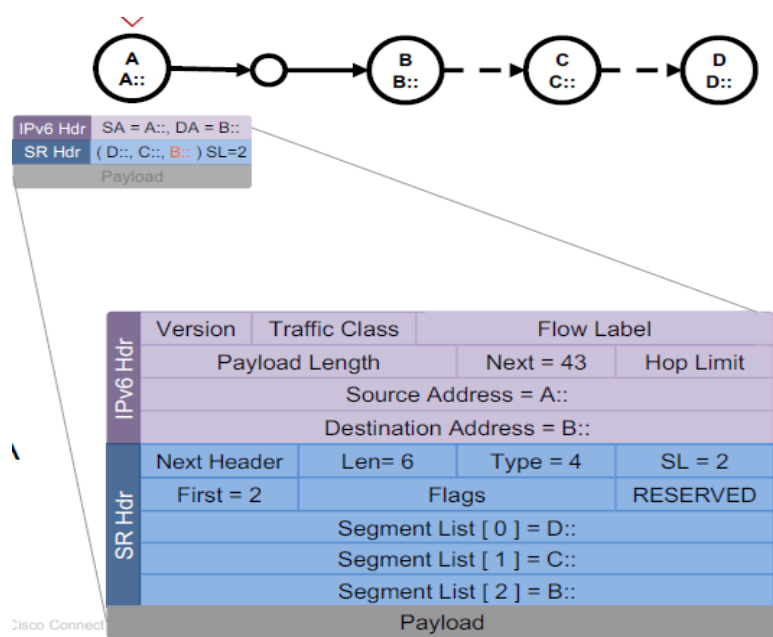 A B C D
A:: B:: C:: D::
IPv6 Hdr SA = A::, DA = B::
SR Hdr ( D::, C::, B:: ) SL=2
Payload
IPv6 Hdr
Version Traffic Class Flow Label
Payload Length Next = 43 Hop Limit
Source Address = A::
Destination Address = B::
SR Hdr
Next Header Len= 6 Type = 4 SL = 2
First = 2 Flags RESERVED
Segment List [ 0 ] = D::
Segment List [ 1 ] = C::
Segment List [ 2 ] = B::
Payload
Cisco Connect